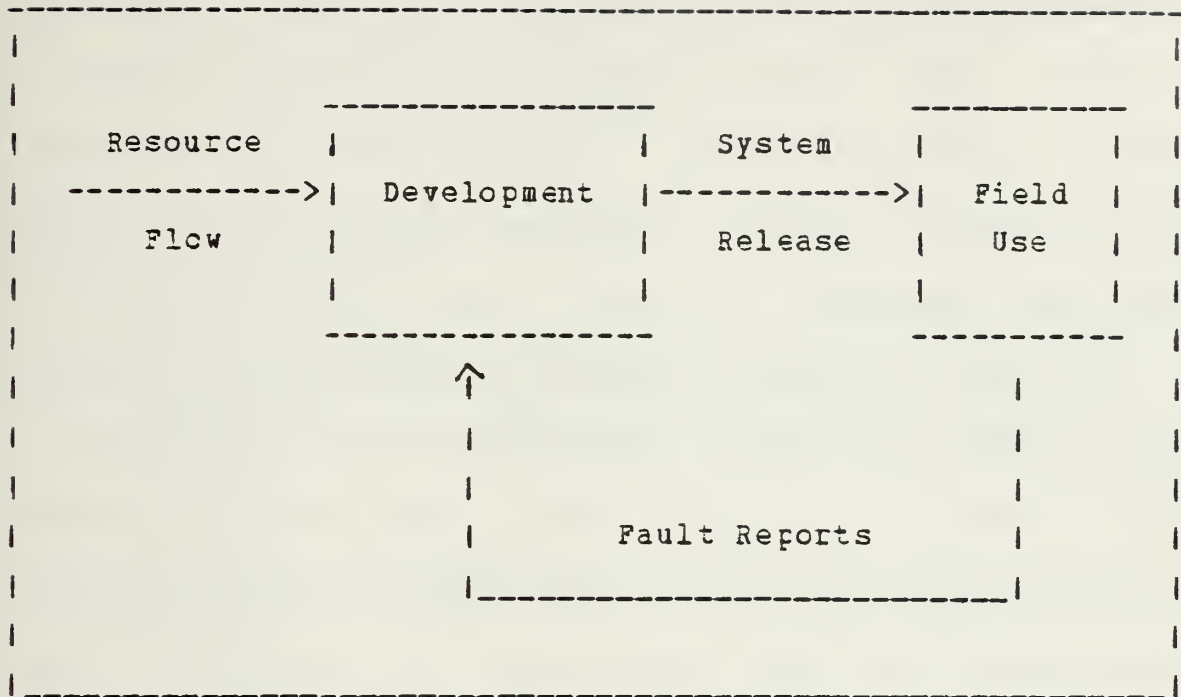 Resource
Flow
Development
System
Release
Field
Use
Fault Reports